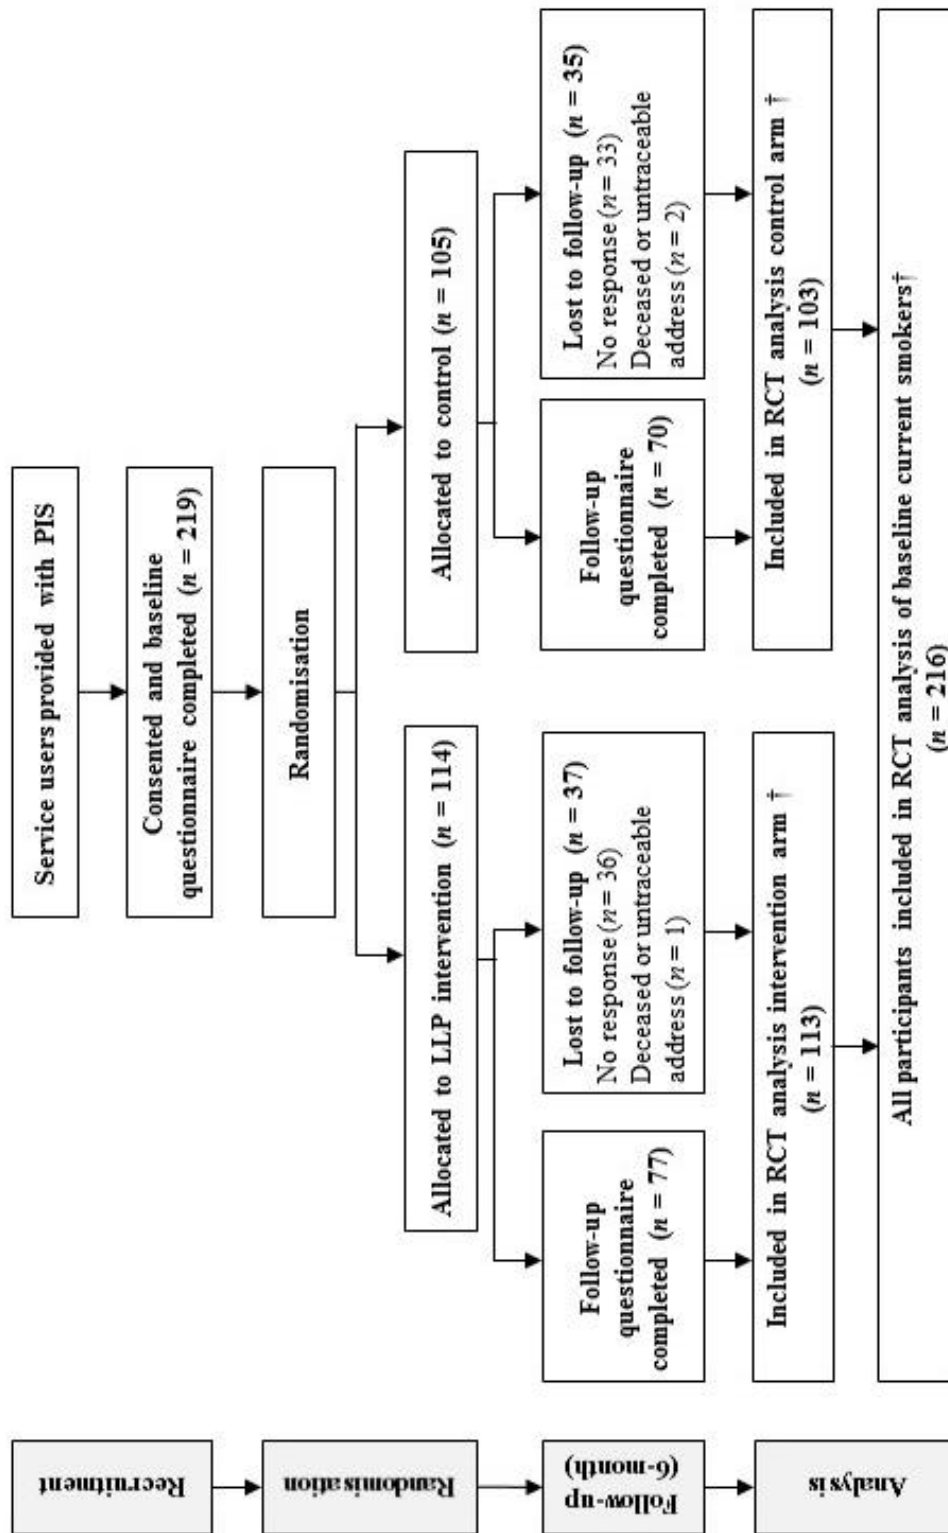 Recruitment
Service users provided with PIS
Consented and baseline
questionnaire completed (n = 219)
Randomisation
Randomisation
Allocated to LLP intervention (n = 114)
Allocated to control (n = 105)
Follow-up
(6-month)
Follow-up
questionnaire
completed (n = 77)
Lost to follow-up (n = 37)
No response (n = 36)
Deceased or untraceable
address (n = 1)
Follow-up
questionnaire
completed (n = 70)
Lost to follow-up (n = 35)
No response (n = 33)
Deceased or untraceable
address (n = 2)
Analysis
Included in RCT analysis intervention arm †
(n = 113)
Included in RCT analysis control arm †
(n = 103)
All participants included in RCT analysis of baseline current smokers†
(n = 216)